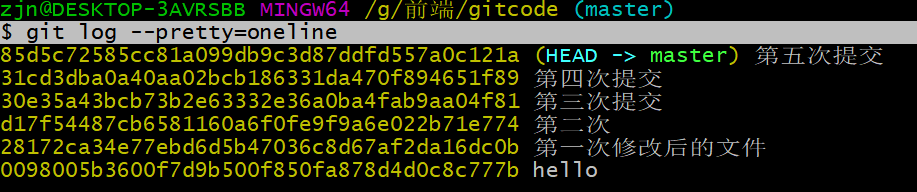 zjn@DESKTOP-3AVRSBB MINGW64 /g/前端/gitcode (master)
$ git log --pretty=oneline
85d5c72585cc81a099db9c3d87ddfd557a0c121a (HEAD -> master) 第五次提交
31cd3dba0a40aa02bcb186331da470f894651f89 第四次提交
30e35a43bcb73b2e63332e36a0ba4fab9aa04f81 第三次提交
d17f54487cb6581160a6f0fe9f9a6e022b71e774 第二次
28172ca34e77ebd6d5b47036c8d67af2da16dc0b 第一次修改后的文件
0098005b3600f7d9b500f850fa878d4d0c8c777b hello